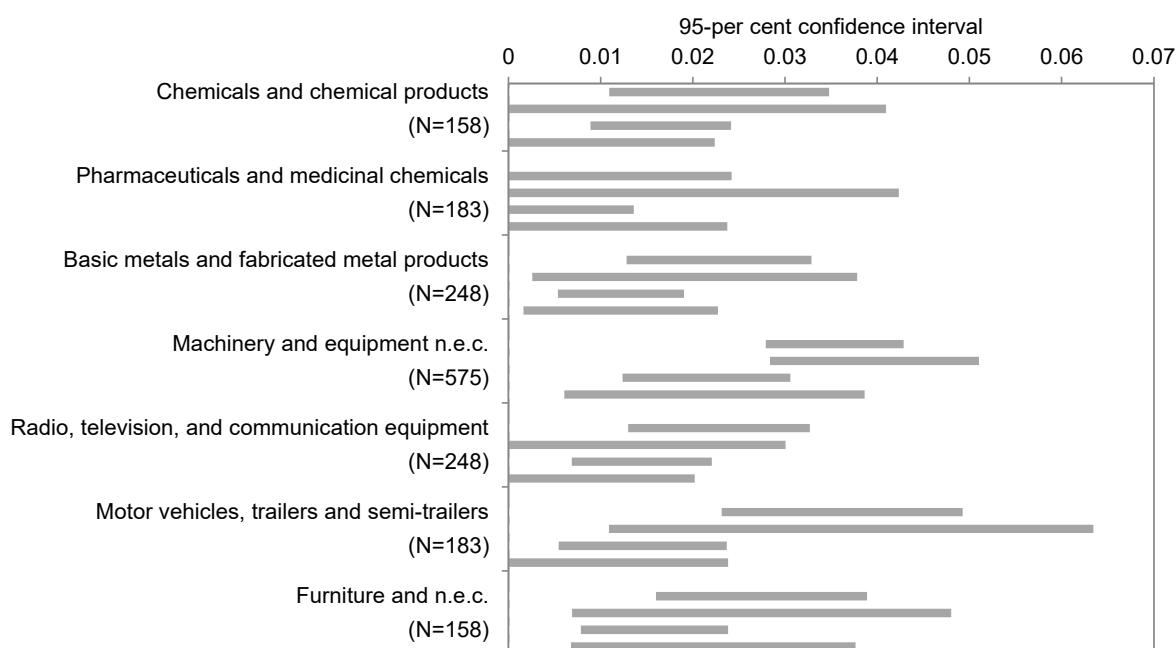 95-per cent confidence interval
0 0.01 0.02 0.03 0.04 0.05 0.06 0.07
Chemicals and chemical products
(N=158)
Pharmaceuticals and medicinal chemicals
(N=183)
Basic metals and fabricated metal products
(N=248)
Machinery and equipment n.e.c.
(N=575)
Radio, television, and communication equipment
(N=248)
Motor vehicles, trailers and semi-trailers
(N=183)
Furniture and n.e.c.
(N=158)